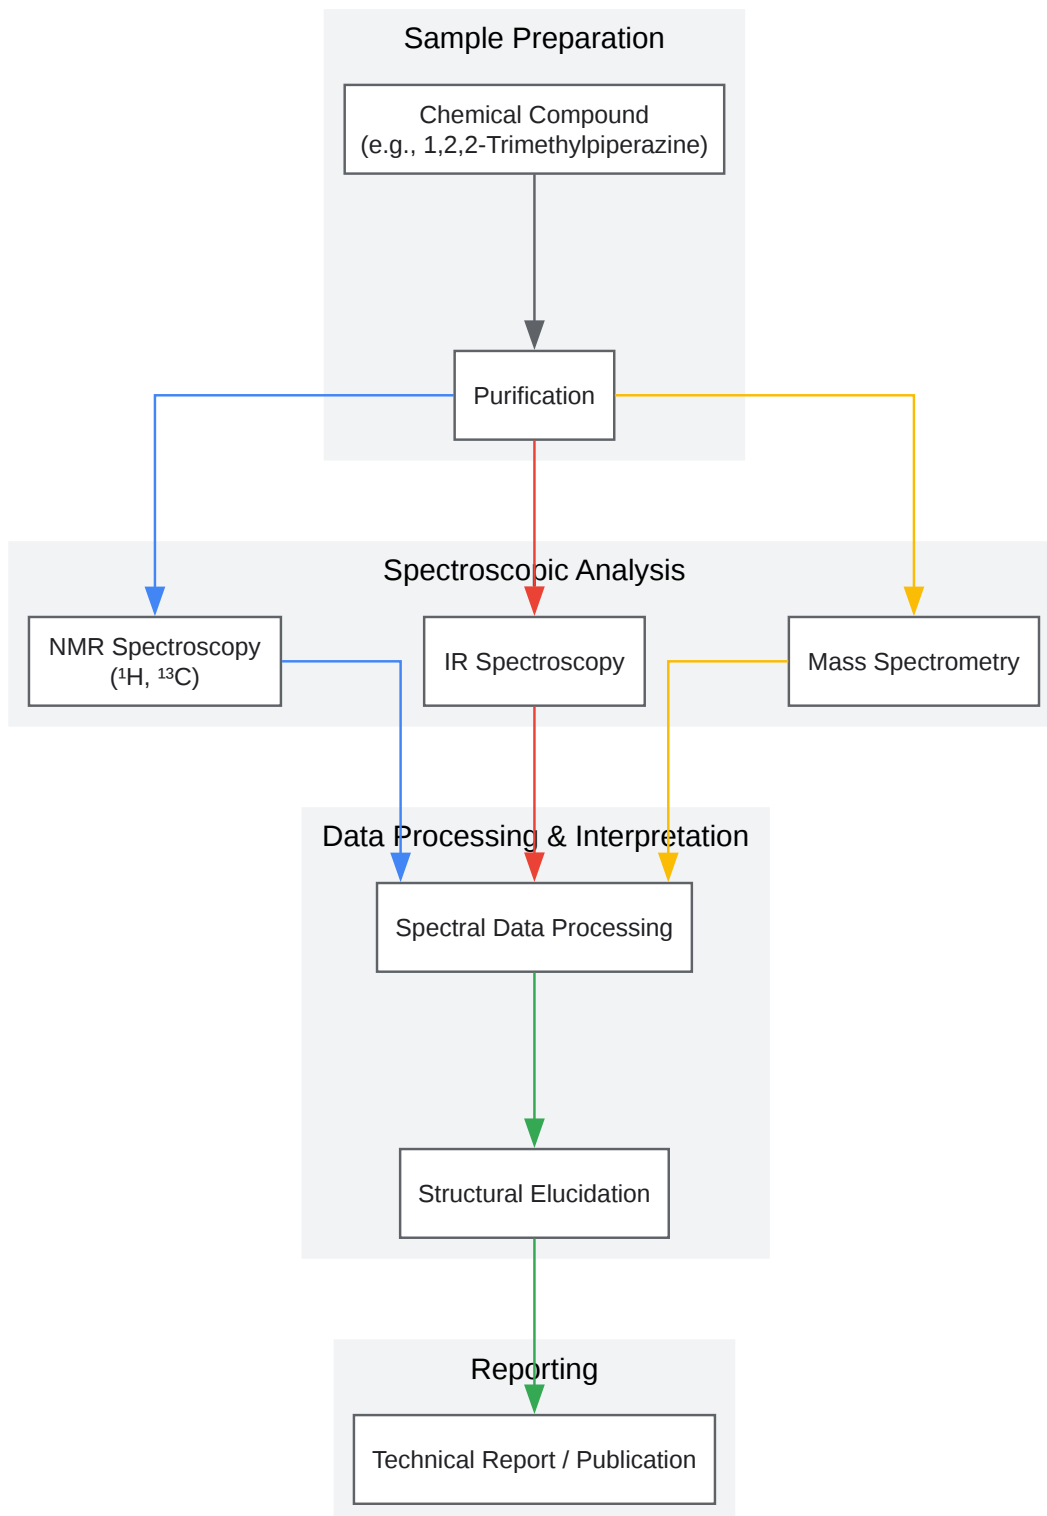 Sample Preparation
Chemical Compound
(e.g., 1,2,2-Trimethylpiperazine)
Purification
Spectroscopic Analysis
NMR Spectroscopy
(¹H, ¹³C)
IR Spectroscopy
Mass Spectrometry
Data Processing & Interpretation
Spectral Data Processing
Structural Elucidation
Reporting
Technical Report / Publication